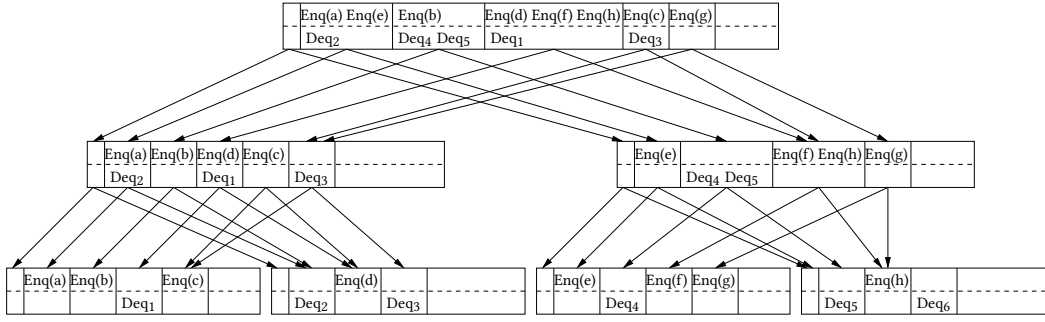 Enq(a) Enq(e) Enq(b) Enq(d) Enq(f) Enq(h) Enq(c) Enq(g)
Deq2 Deq4 Deq5 Deq1 Deq3
Enq(a) Enq(b) Enq(d) Enq(c) Enq(e) Enq(f) Enq(h) Enq(g)
Deq2 Deq1 Deq3 Deq4 Deq5
Enq(a) Enq(b) Enq(c) Enq(d) Enq(e) Enq(f) Enq(g) Enq(h)
Deq1 Deq2 Deq3 Deq4 Deq5 Deq6